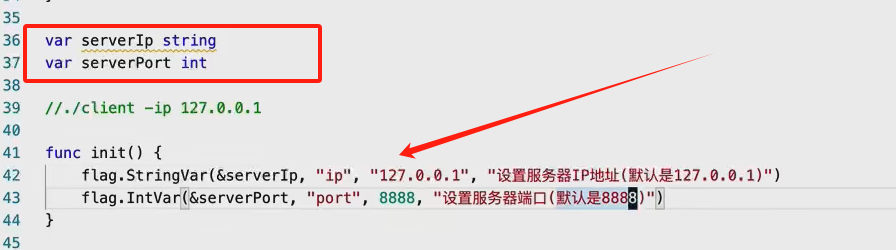 35
36 var serverIp string
37 var serverPort int
38
39 //./client -ip 127.0.0.1
40
41 func init() {
42 flag.StringVar(&serverIp, "ip", "127.0.0.1", "设置服务器IP地址(默认是127.0.0.1)")
43 flag.IntVar(&serverPort, "port", 8888, "设置服务器端口(默认是8888)")
44 }
45